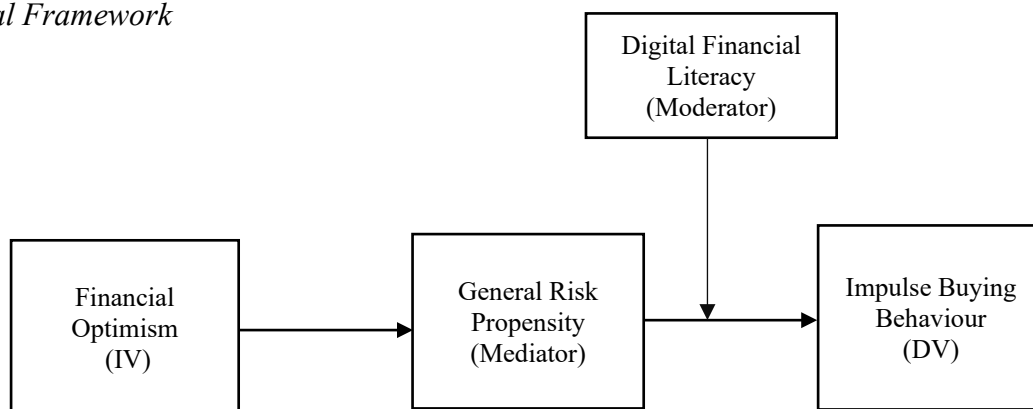 al Framework
Digital Financial
Literacy
(Moderator)
Financial
Optimism
(IV)
General Risk
Propensity
(Mediator)
Impulse Buying
Behaviour
(DV)